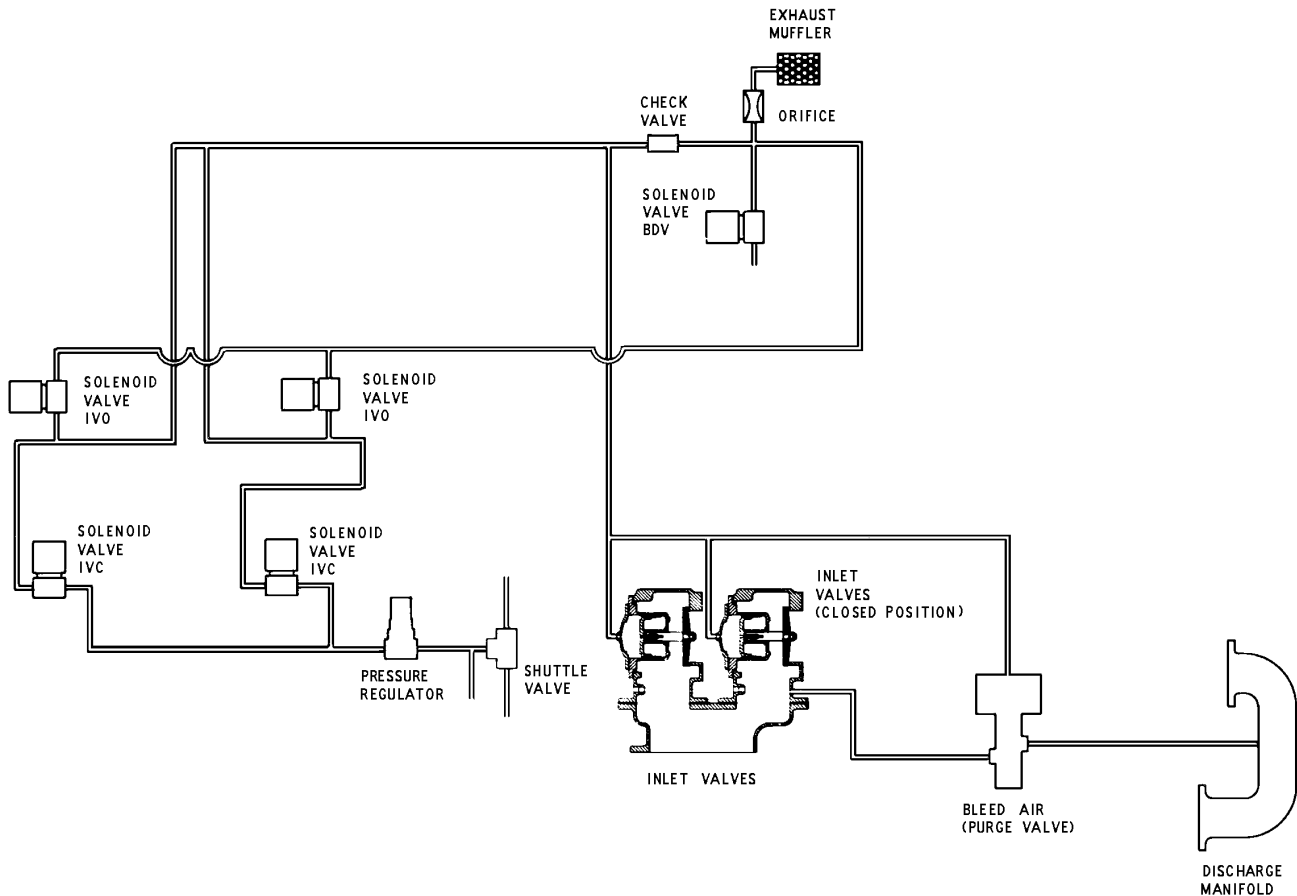 EXHAUST
MUFFLER
CHECK
VALVE
ORIFICE
SOLENOID
VALVE
BDV
SOLENOID
VALVE
IVO
SOLENOID
VALVE
IVO
SOLENOID
VALVE
IVC
SOLENOID
VALVE
IVC
INLET
VALVES
(CLOSED POSITION)
PRESSURE
REGULATOR
SHUTTLE
VALVE
INLET VALVES
BLEED AIR
(PURGE VALVE)
DISCHARGE
MANIFOLD